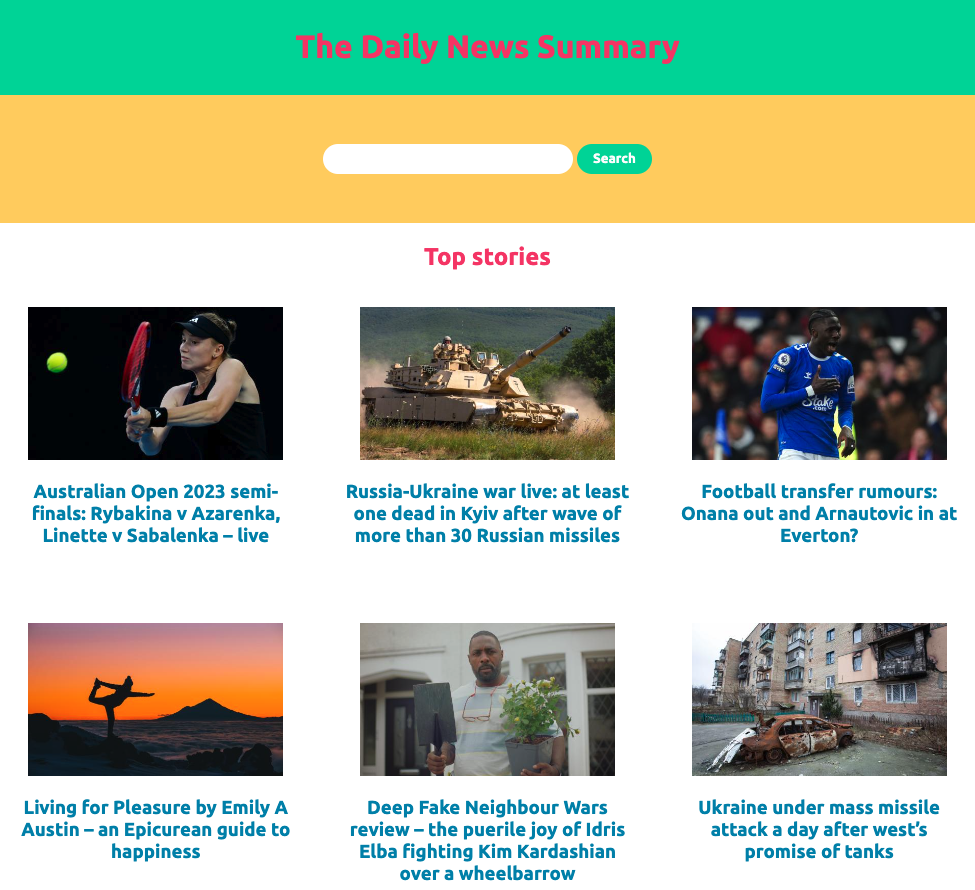 The Daily News Summary
Search
Top stories
Stake
.com
Australian Open 2023 semi-
finals: Rybakina v Azarenka,
Linette v Sabalenka – live
Russia-Ukraine war live: at least
one dead in Kyiv after wave of
more than 30 Russian missiles
Football transfer rumours:
Onana out and Arnautovic in at
Everton?
Living for Pleasure by Emily A
Austin – an Epicurean guide to
happiness
Deep Fake Neighbour Wars
review – the puerile joy of Idris
Elba fighting Kim Kardashian
over a wheelbarrow
Ukraine under mass missile
attack a day after west’s
promise of tanks